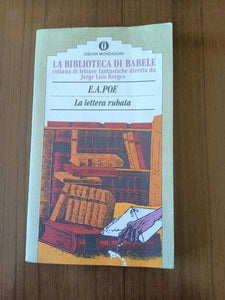 OSCAR MONDADORI
LA BIBLIOTECA DI BABELE
collana di letture fantastiche diretta da
Jorge Luis Borges
E.A.POE
La lettera rubata